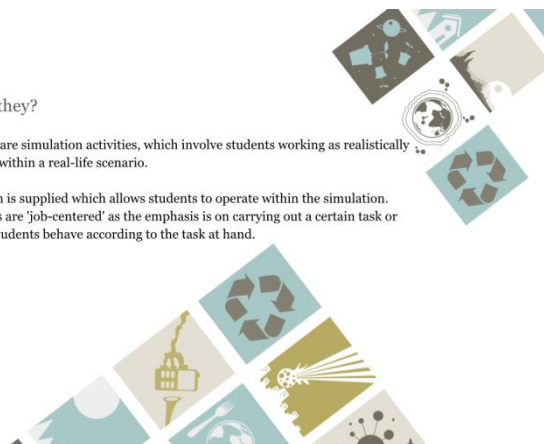 they?
are simulation activities, which involve students working as realistically
within a real-life scenario.
n is supplied which allows students to operate within the simulation.
s are 'job-centered' as the emphasis is on carrying out a certain task or
tudents behave according to the task at hand.